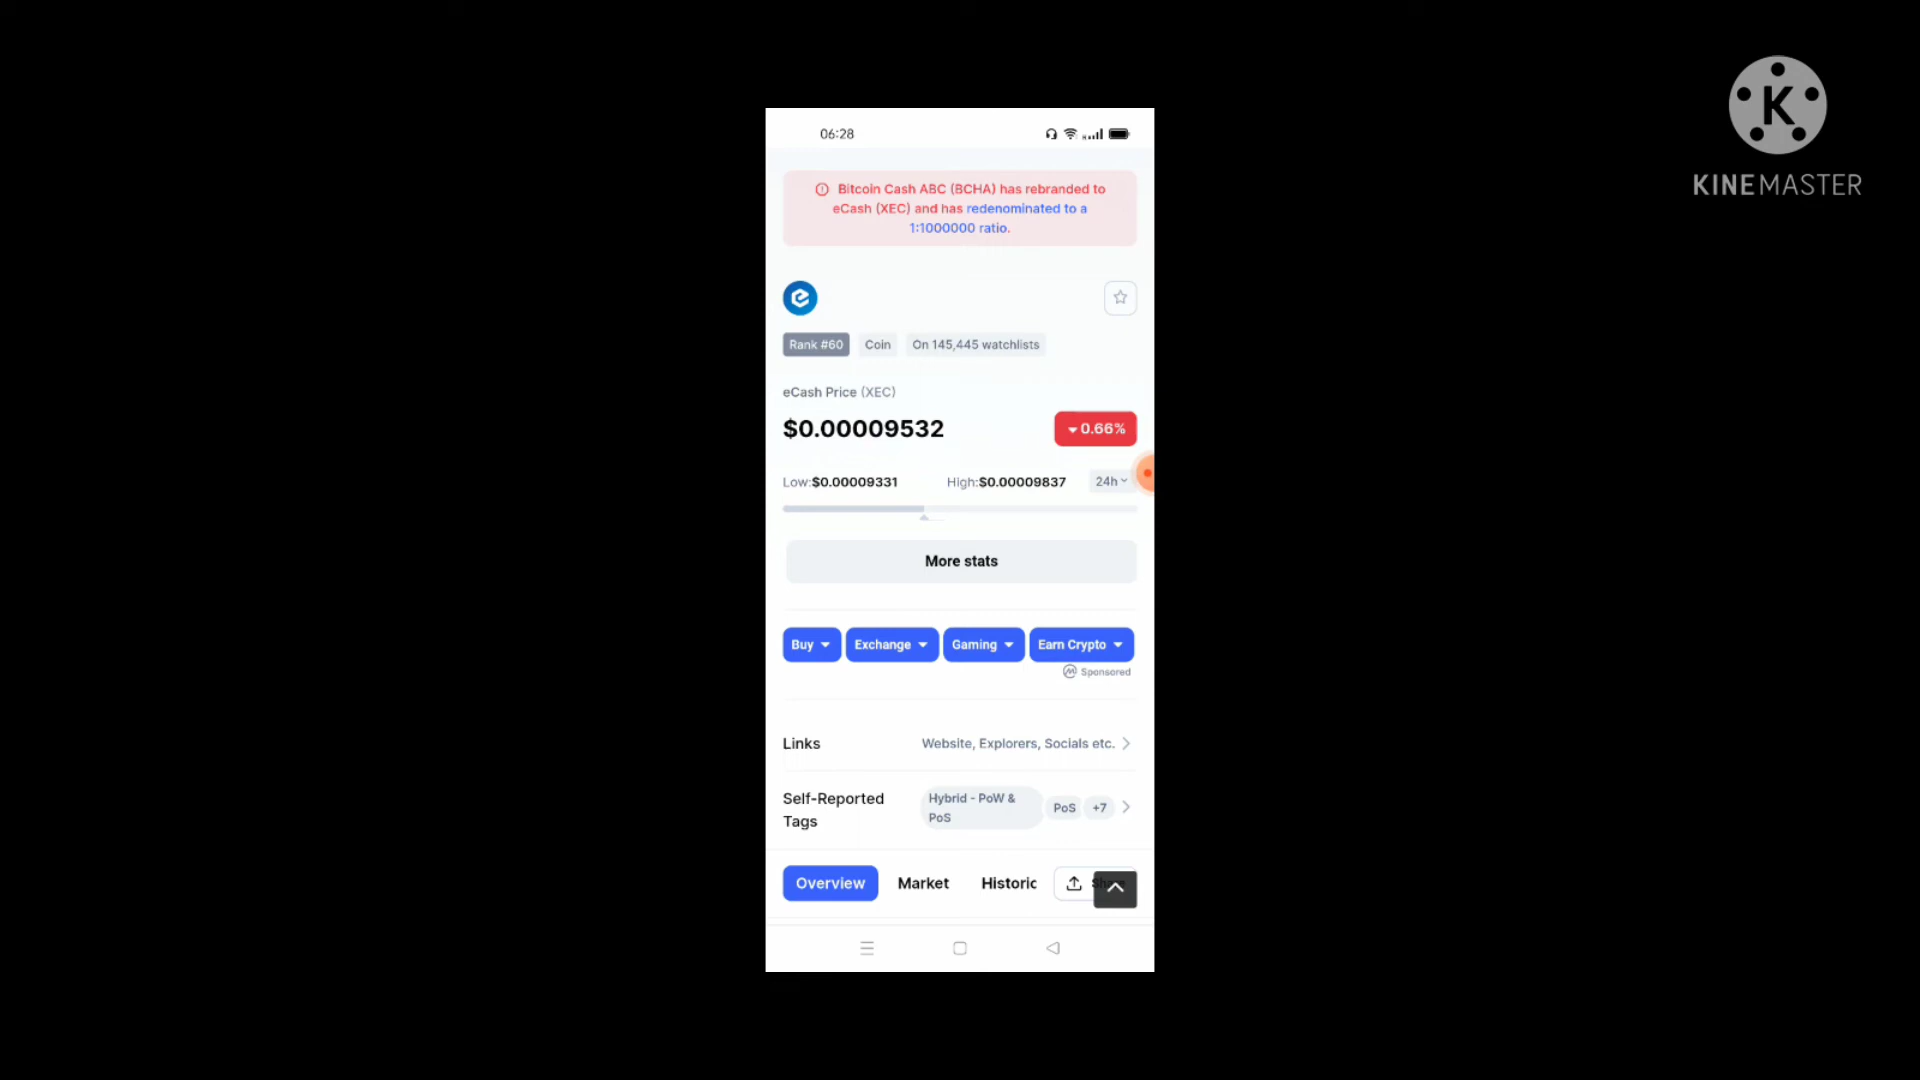 06:28
Bitcoin Cash ABC (BCHA) has rebranded to
eCash (XEC) and has redenominated to a
1:1000000 ratio.
Rank #60 Coin On 145,445 watchlists
eCash Price (XEC)
$0.00009532 0.66%
Low:$0.00009331 High:$0.00009837 24h
More stats
Buy Exchange Gaming Earn Crypto
Sponsored
Links Website, Explorers, Socials etc.
Self-Reported
Tags
Hybrid - PoW &
PoS
PoS +7
Overview Market Historic
K
KINEMASTER